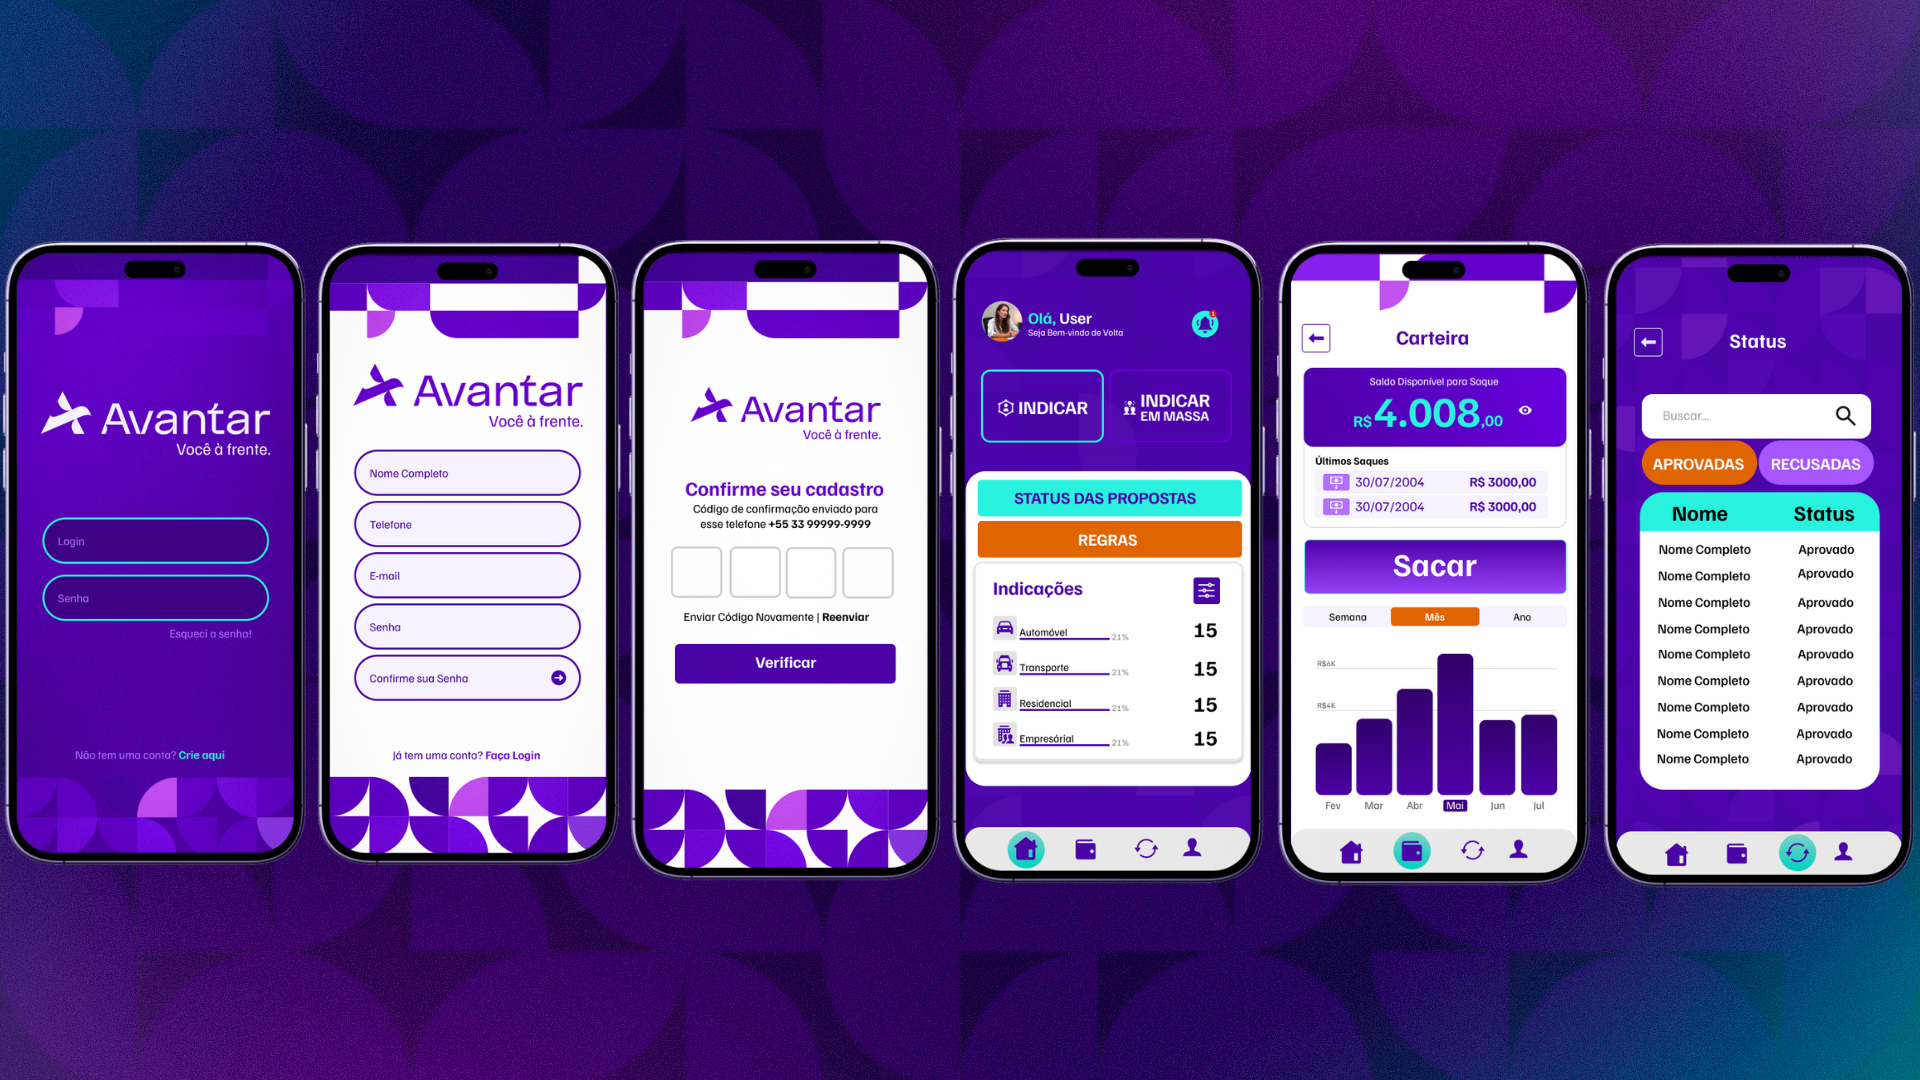 Avantar
Você à frente.
Login
Senha
Esqueci a senha!
Não tem uma conta? Crie aqui
Avantar
Você à frente.
Nome Completo
Telefone
E-mail
Senha
Confirme sua Senha
Já tem uma conta? Faça Login
Avantar
Você à frente.
Confirme seu cadastro
Código de confirmação enviado para
esse telefone +55 33 99999-9999
Enviar Código Novamente | Reenviar
Verificar
Olá, User
Seja Bem-vindo de Volta
1
INDICAR
INDICAR
EM MASSA
STATUS DAS PROPOSTAS
REGRAS
Indicações
Automóvel 21% 15
Transporte 21% 15
Residencial 21% 15
Empresárial 21% 15
Carteira
Saldo Disponível para Saque
R$4.008,00
Últimos Saques
30/07/2004 R$ 3000,00
30/07/2004 R$ 3000,00
Sacar
Semana Mês Ano
R$6K
R$4K
Fev Mar Abr Mai Jun Jul
Status
Buscar...
APROVADAS RECUSADAS
Nome Status
Nome Completo Aprovado
Nome Completo Aprovado
Nome Completo Aprovado
Nome Completo Aprovado
Nome Completo Aprovado
Nome Completo Aprovado
Nome Completo Aprovado
Nome Completo Aprovado
Nome Completo Aprovado